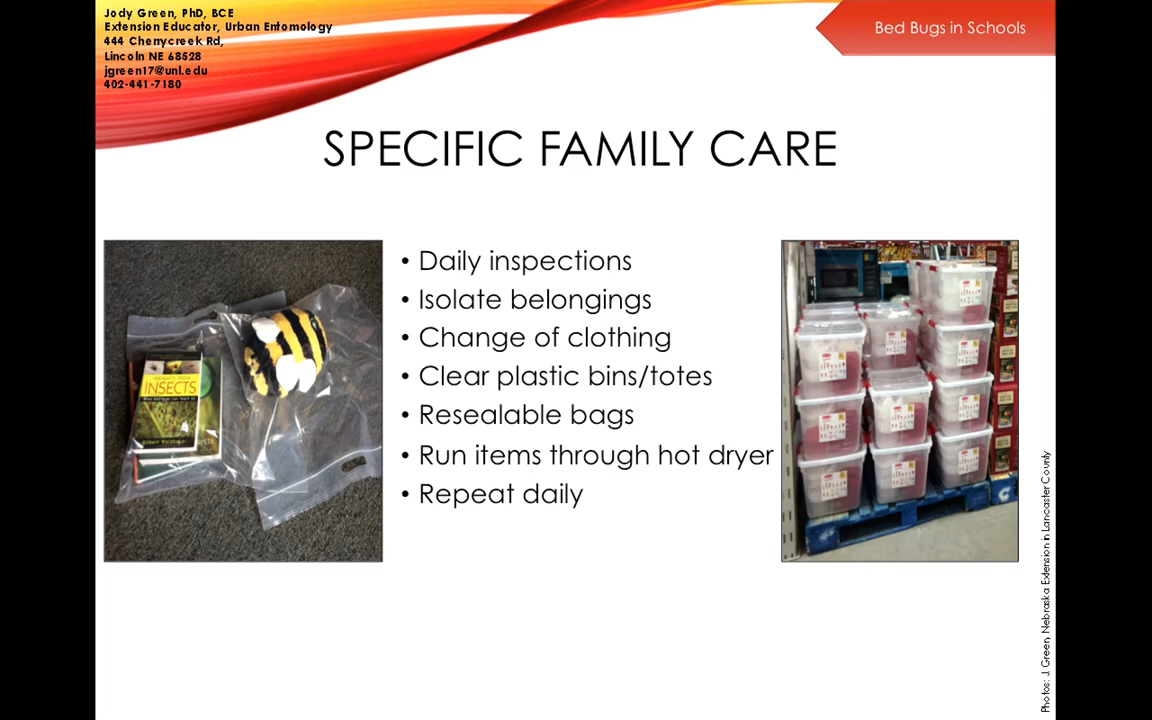 Jody Green, PhD, BCE
Extension Educator, Urban Entomology
444 Cherrycreek Rd,
Lincoln NE 68528
jgreen17@unl.edu
402-441-7180
Bed Bugs in Schools
SPECIFIC FAMILY CARE
• Daily inspections
• Isolate belongings
• Change of clothing
• Clear plastic bins/totes
• Resealable bags
• Run items through hot dryer
• Repeat daily
INSECTS
Photos: J. Green, Nebraska Extension in Lancaster County